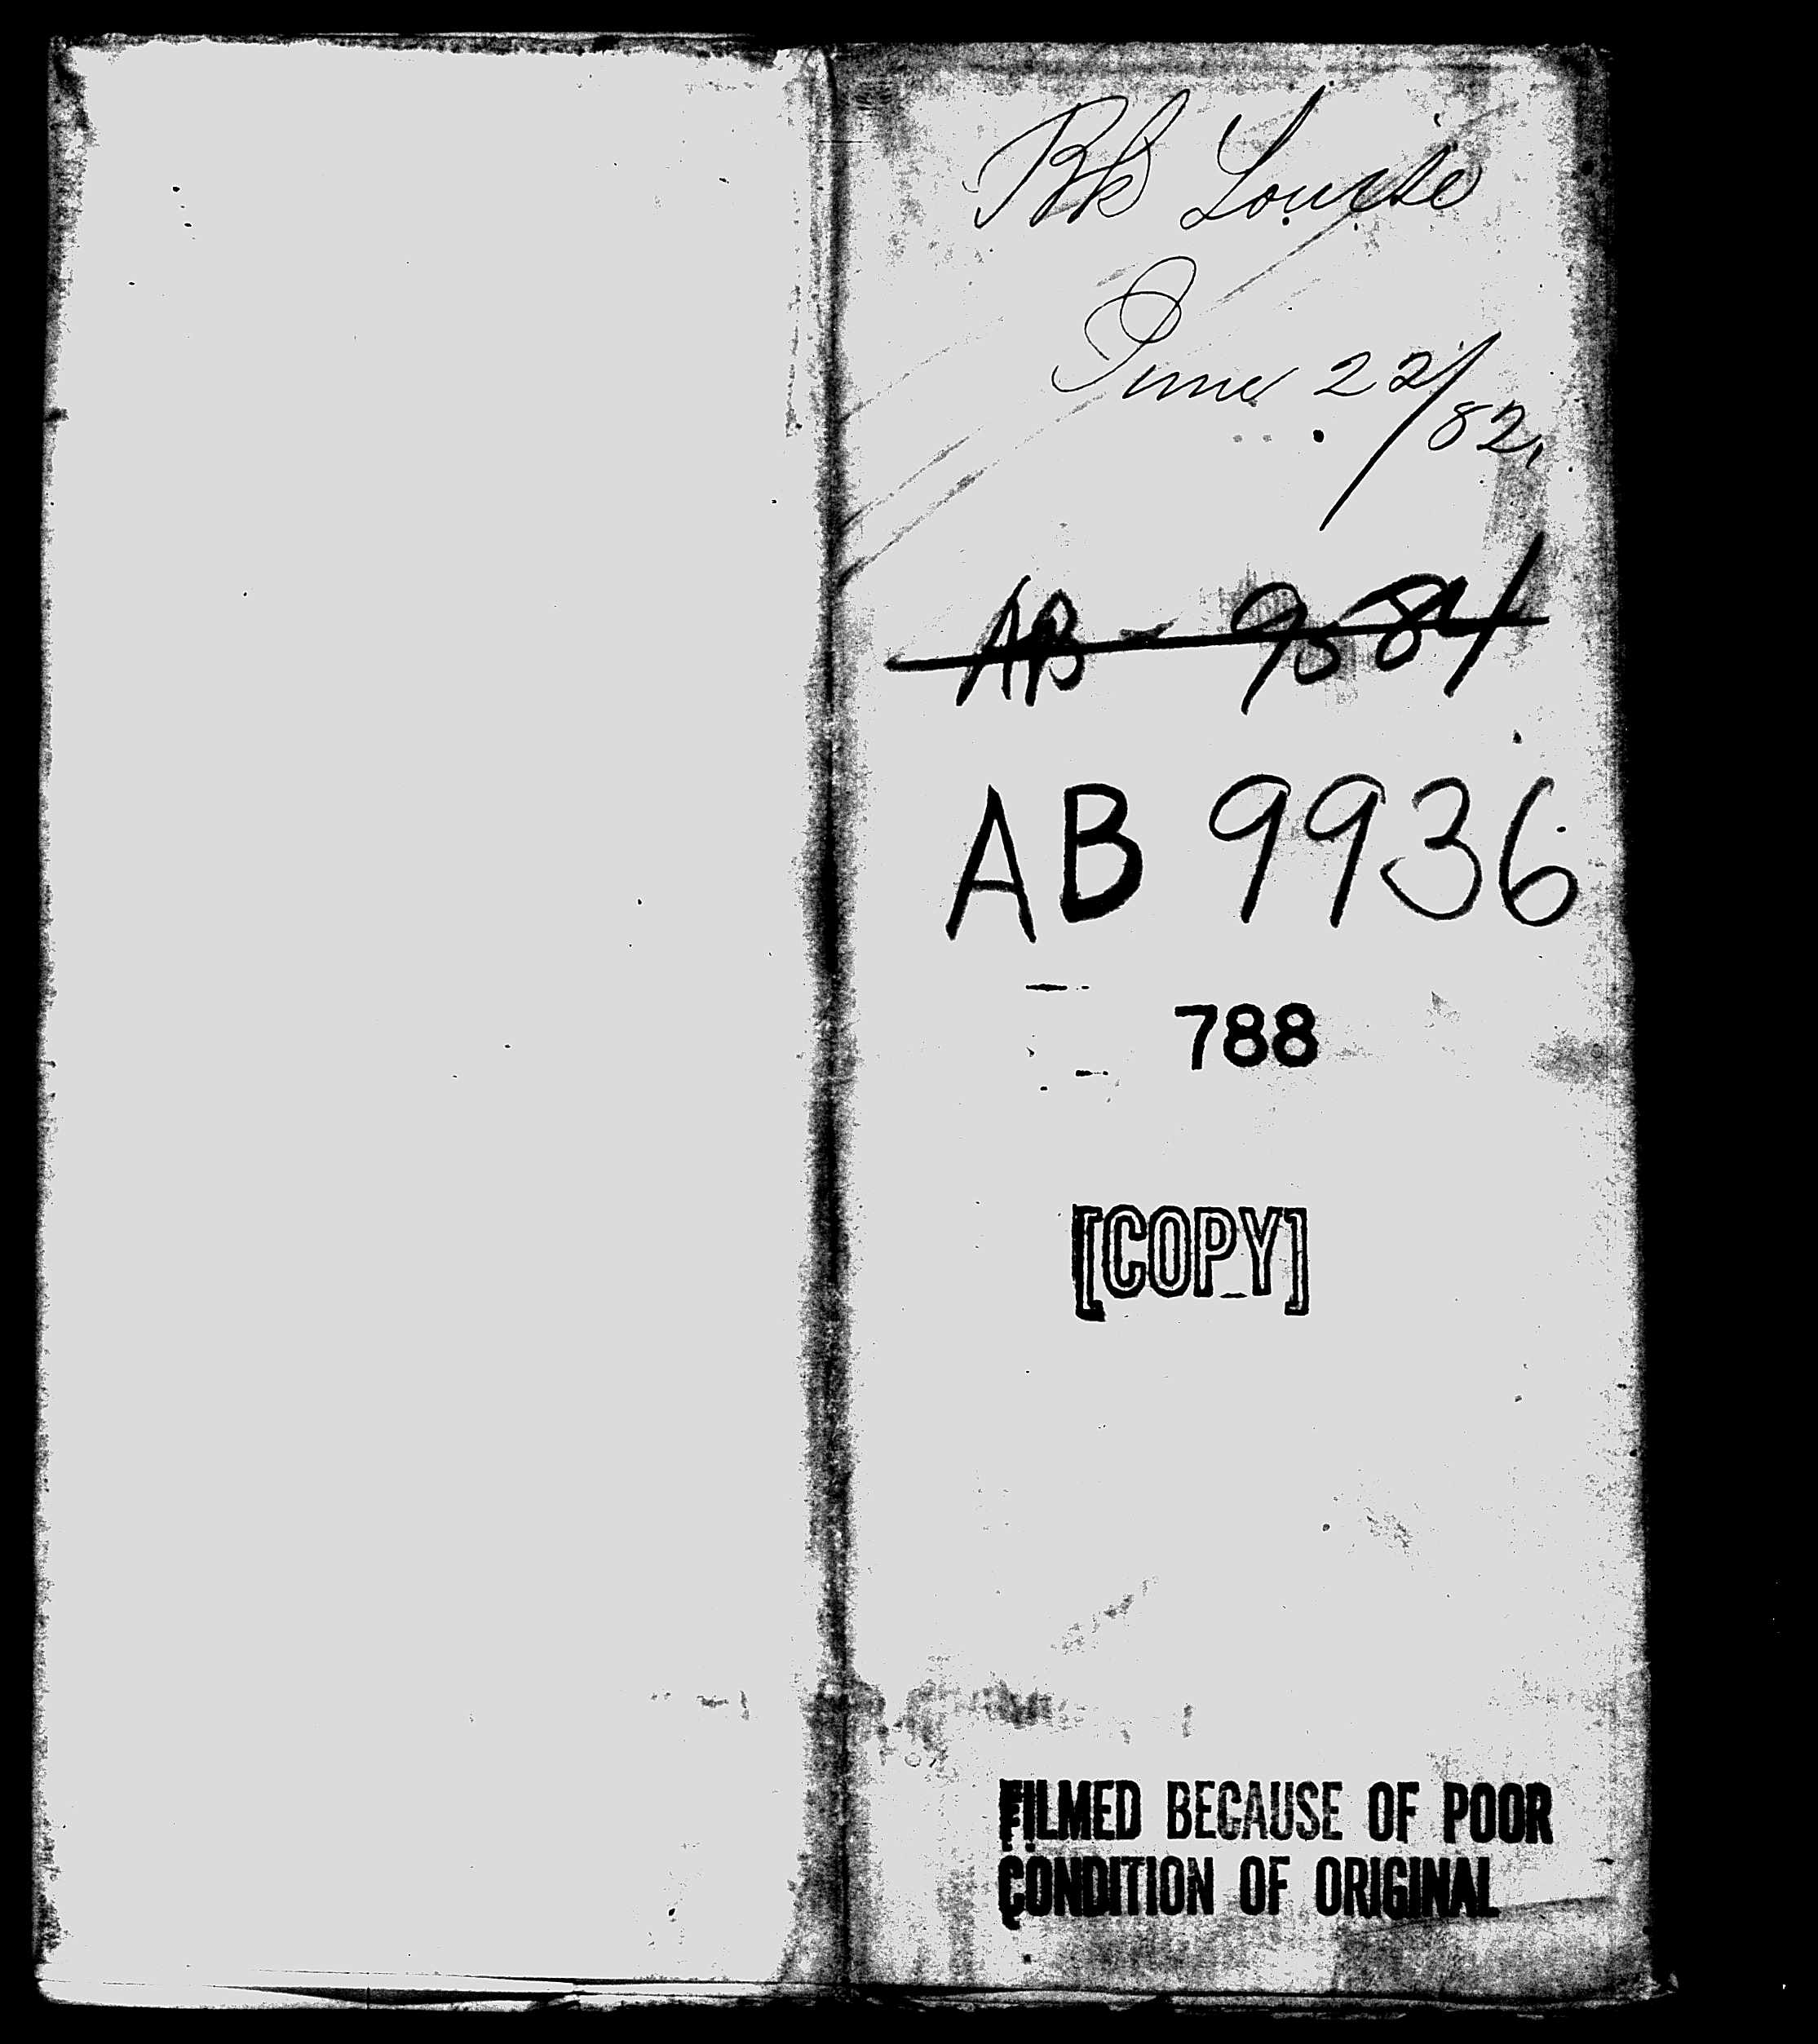 Bk Louise
June 22/82.
AB - 9584
AB 9936
788
[COPY]
FILMED BECAUSE OF POOR
CONDITION OF ORIGINAL